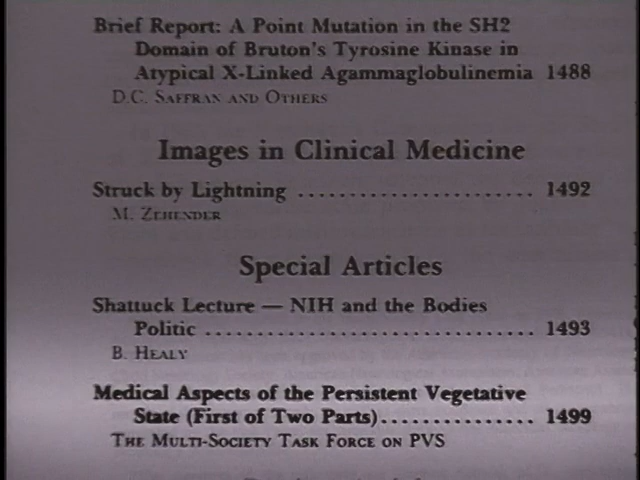 Brief Report: A Point Mutation in the SH2
Domain of Bruton's Tyrosine Kinase in
Atypical X-Linked Agammaglobulinemia 1488
D.C. Saffran and Others
Images in Clinical Medicine
Struck by Lightning ...................... 1492
M. Zehender
Special Articles
Shattuck Lecture — NIH and the Bodies
Politic ............................... 1493
B. Healy
Medical Aspects of the Persistent Vegetative
State (First of Two Parts).............. 1499
The Multi-Society Task Force on PVS